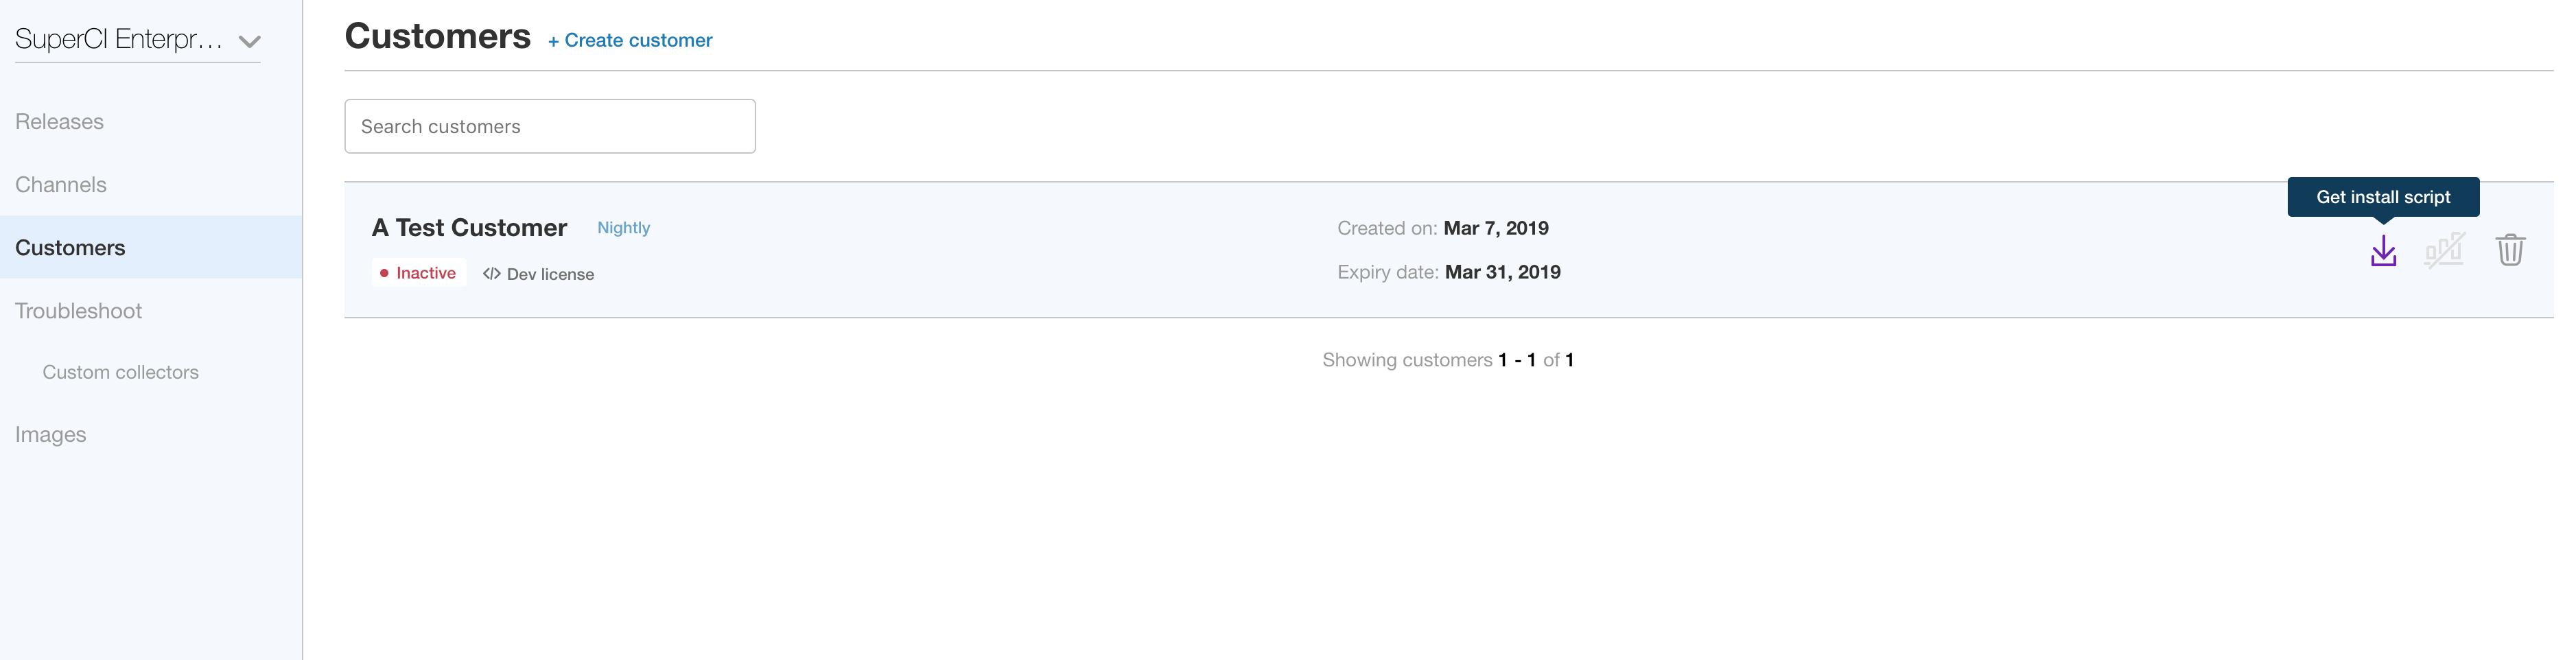 SuperCI Enterpr...
Customers + Create customer
Releases
Search customers
Channels
Get install script
A Test Customer Nightly Created on: Mar 7, 2019
Customers
Inactive </> Dev license Expiry date: Mar 31, 2019
Troubleshoot
Showing customers 1 - 1 of 1
Custom collectors
Images